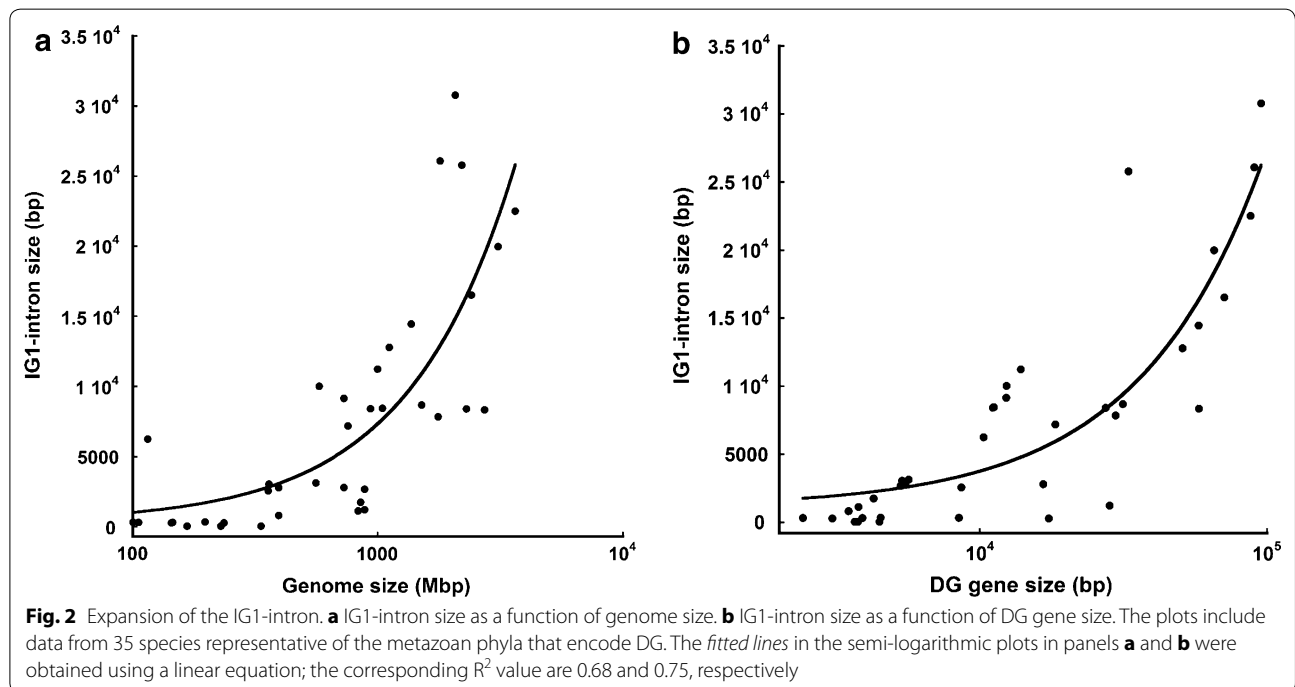 a
3.5 10⁴
3 10⁴
2.5 10⁴
2 10⁴
1.5 10⁴
1 10⁴
5000
0
IG1-intron size (bp)
100
1000
10⁴
Genome size (Mbp)
b
3.5 10⁴
3 10⁴
2.5 10⁴
2 10⁴
1.5 10⁴
1 10⁴
5000
0
IG1-intron size (bp)
10⁴
10⁵
DG gene size (bp)
Fig. 2 Expansion of the IG1-intron. a IG1-intron size as a function of genome size. b IG1-intron size as a function of DG gene size. The plots include
data from 35 species representative of the metazoan phyla that encode DG. The fitted lines in the semi-logarithmic plots in panels a and b were
obtained using a linear equation; the corresponding R² value are 0.68 and 0.75, respectively